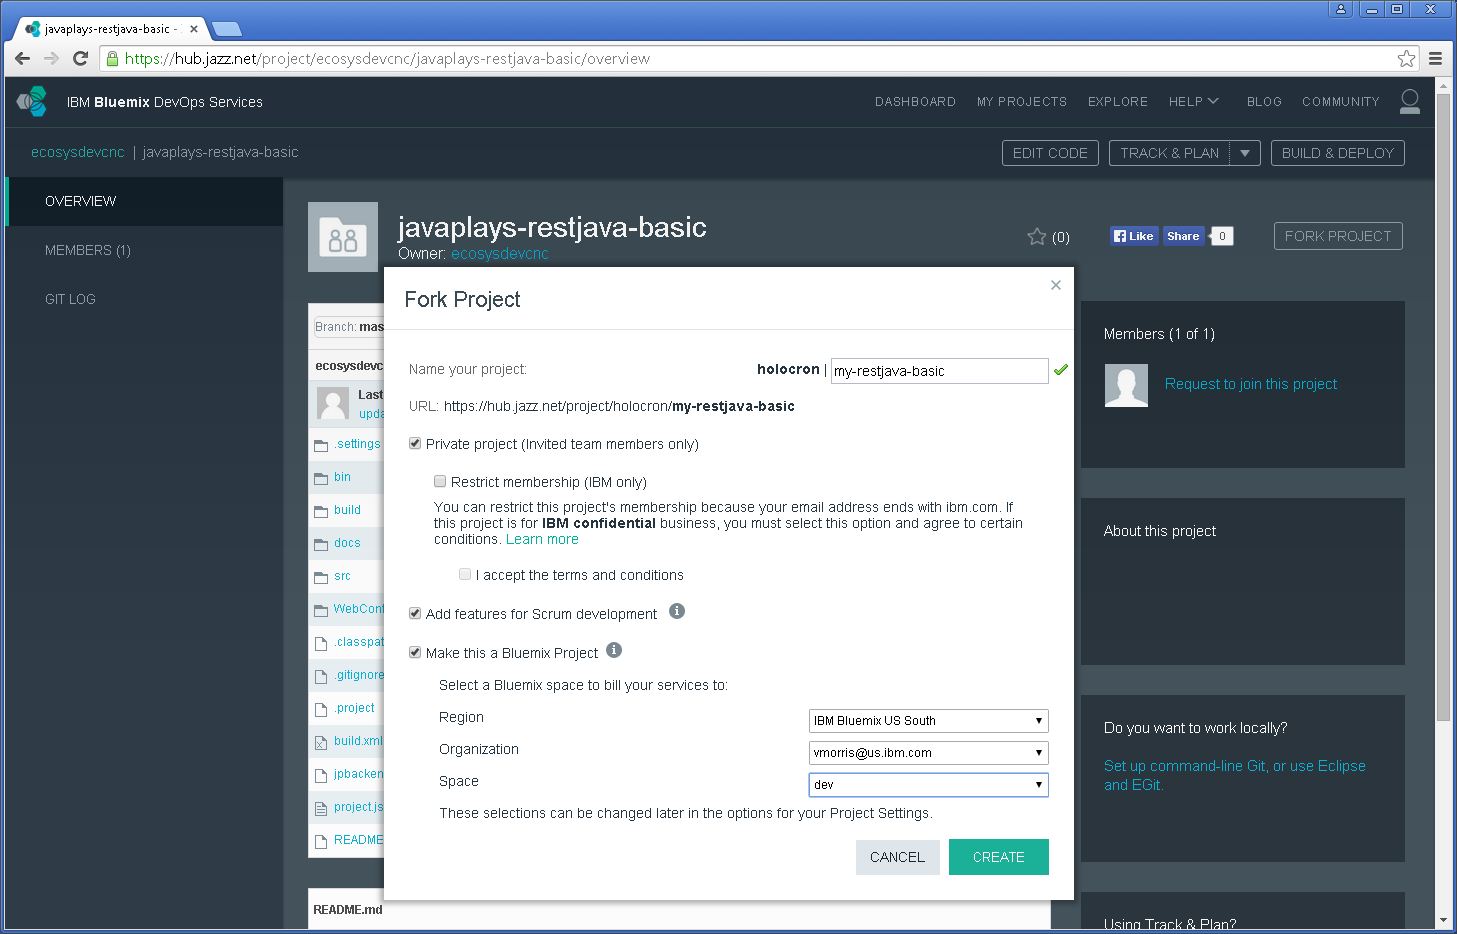 javaplays-restjava-basic -
https://hub.jazz.net/project/ecosysdevcnc/javaplays-restjava-basic/overview
IBM Bluemix DevOps Services
DASHBOARD MY PROJECTS EXPLORE HELP BLOG COMMUNITY
ecosysdevcnc | javaplays-restjava-basic
EDIT CODE TRACK & PLAN BUILD & DEPLOY
OVERVIEW
MEMBERS (1)
GIT LOG
javaplays-restjava-basic
Owner: ecosysdevcnc
(0)
Like Share 0
FORK PROJECT
Branch: mas
ecosysdevc
Last
upda
.settings
bin
build
docs
src
WebCont
.classpat
.gitignore
.project
build.xml
jpbacken
project.js
README
README.md
Fork Project
Name your project: holocron | my-restjava-basic
URL: https://hub.jazz.net/project/holocron/my-restjava-basic
Private project (Invited team members only)
Restrict membership (IBM only)
You can restrict this project's membership because your email address ends with ibm.com. If
this project is for IBM confidential business, you must select this option and agree to certain
conditions. Learn more
I accept the terms and conditions
Add features for Scrum development
Make this a Bluemix Project
Select a Bluemix space to bill your services to:
Region IBM Bluemix US South
Organization vmorris@us.ibm.com
Space dev
These selections can be changed later in the options for your Project Settings.
CANCEL CREATE
Members (1 of 1)
Request to join this project
About this project
Do you want to work locally?
Set up command-line Git, or use Eclipse
and EGit.
Using Track & Plan?